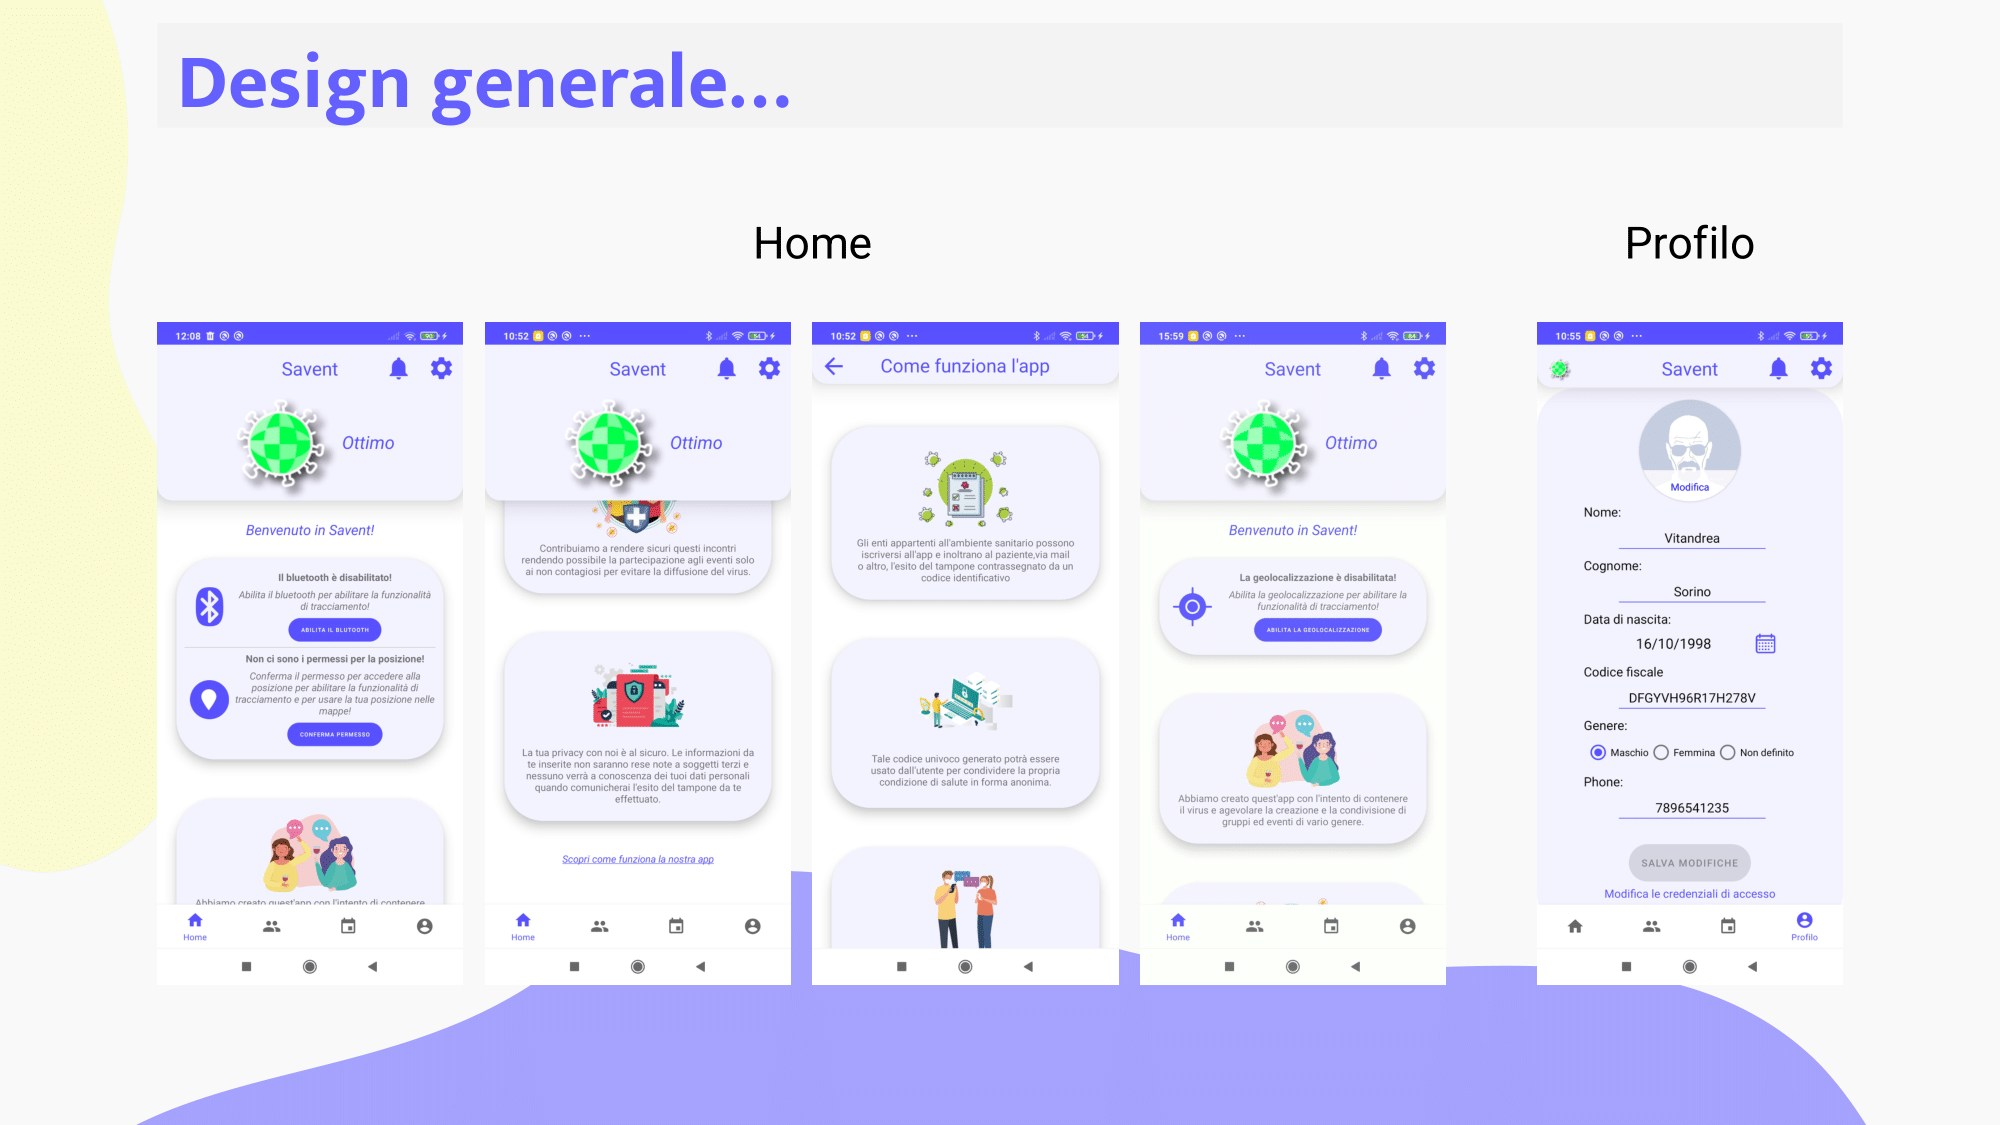 Design generale...
Home
Profilo
12:08
Savent
Ottimo
Benvenuto in Savent!
Il bluetooth è disabilitato!
Abilita il bluetooth per abilitare la funzionalità
di tracciamento!
ABILITA IL BLUTOOTH
Non ci sono i permessi per la posizione!
Conferma il permesso per accedere alla
posizione per abilitare la funzionalità di
tracciamento e per usare la tua posizione nelle
mappe!
CONFERMA PERMESSO
Abbiamo creato quest'app con l'intento di contenere
Home
10:52
Savent
Ottimo
Contribuiamo a rendere sicuri questi incontri
rendendo possibile la partecipazione agli eventi solo
ai non contagiosi per evitare la diffusione del virus.
La tua privacy con noi è al sicuro. Le informazioni da
te inserite non saranno rese note a soggetti terzi e
nessuno verrà a conoscenza dei tuoi dati personali
quando comunicherai l'esito del tampone da te
effettuato.
Scopri come funziona la nostra app
Home
10:52
Come funziona l'app
Gli enti appartenti all'ambiente sanitario possono
iscriversi all'app e inoltrano al paziente,via mail
o altro, l'esito del tampone contrassegnato da un
codice identificativo
Tale codice univoco generato potrà essere
usato dall'utente per condividere la propria
condizione di salute in forma anonima.
15:59
Savent
Ottimo
Benvenuto in Savent!
La geolocalizzazione è disabilitata!
Abilita la geolocalizzazione per abilitare la
funzionalità di tracciamento!
ABILITA LA GEOLOCALIZZAZIONE
Abbiamo creato quest'app con l'intento di contenere
il virus e agevolare la creazione e la condivisione di
gruppi ed eventi di vario genere.
Home
10:55
Savent
Modifica
Nome:
Vitandrea
Cognome:
Sorino
Data di nascita:
16/10/1998
Codice fiscale
DFGYVH96R17H278V
Genere:
Maschio Femmina Non definito
Phone:
7896541235
SALVA MODIFICHE
Modifica le credenziali di accesso
Profilo